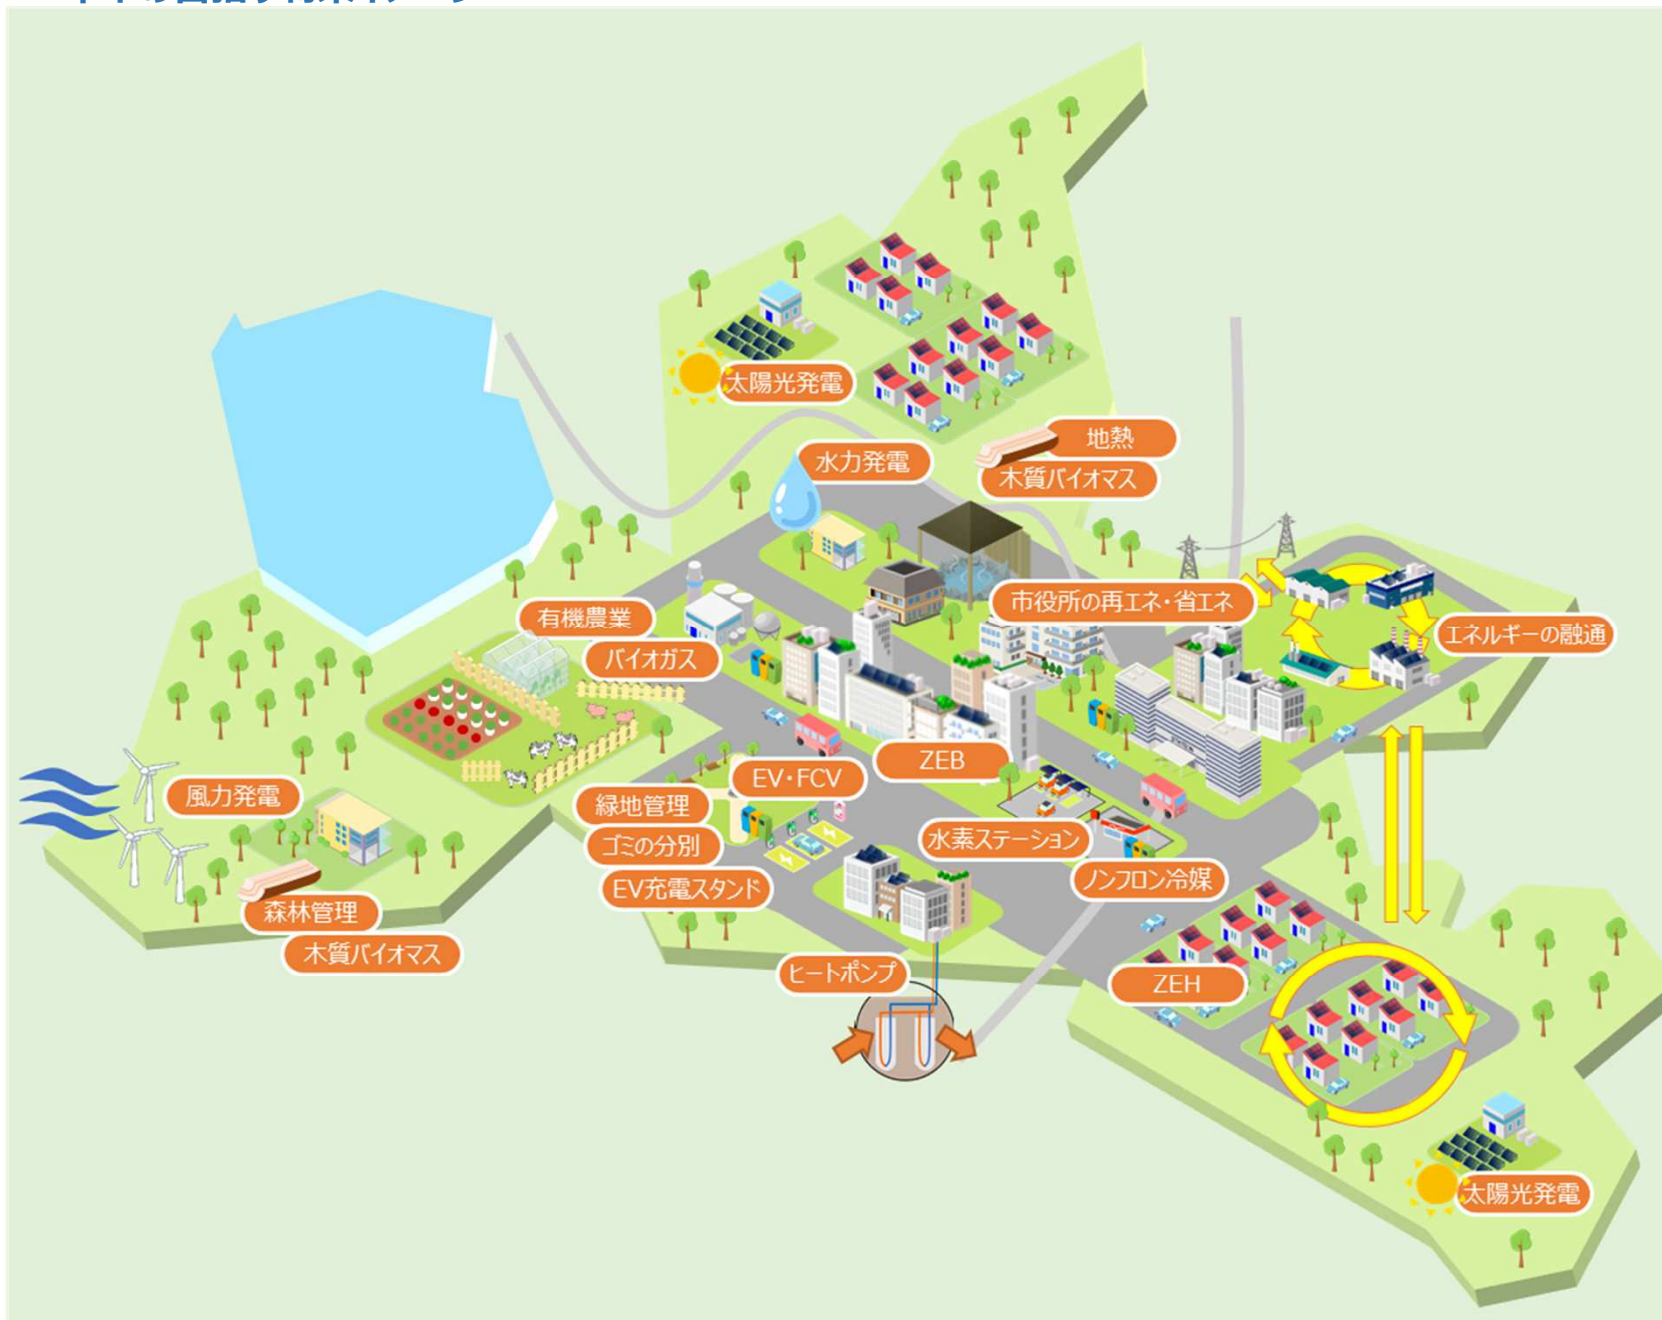 太陽光発電
地熱
水力発電
木質バイオマス
市役所の再エネ・省エネ
有機農業
エネルギーの融通
バイオガス
ZEB
EV・FCV
風力発電
緑地管理
水素ステーション
ゴミの分別
ノンフロン冷媒
EV充電スタンド
森林管理
木質バイオマス
ヒートポンプ
ZEH
太陽光発電